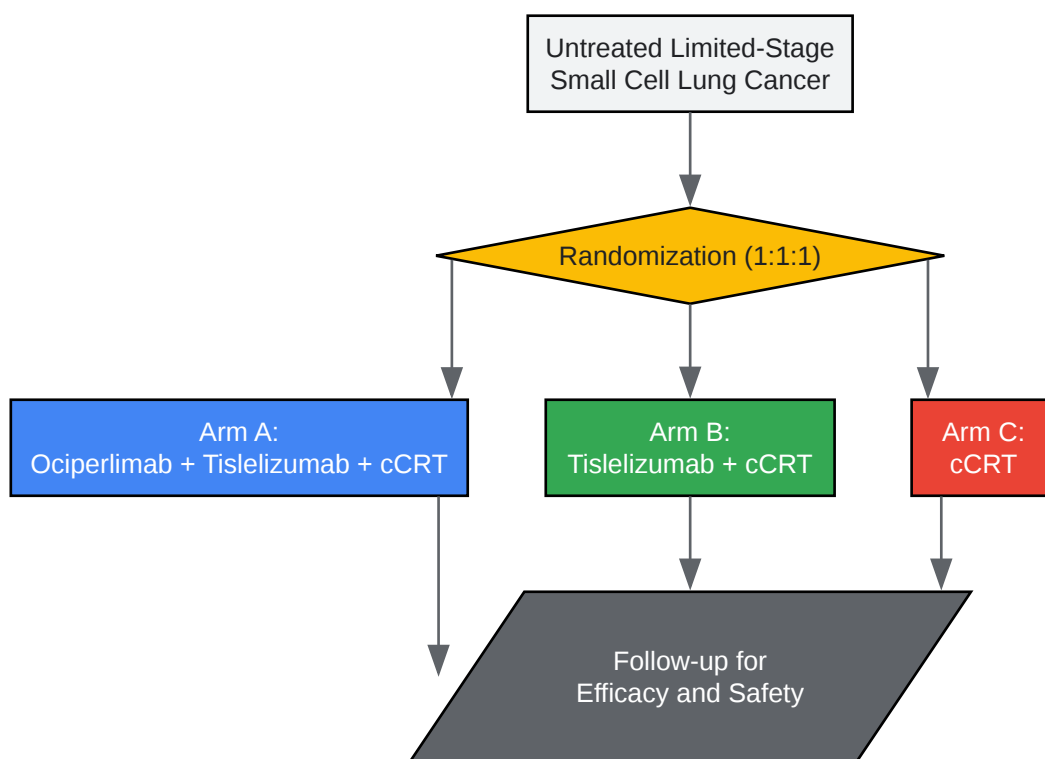 Untreated Limited-Stage
Small Cell Lung Cancer
Randomization (1:1:1)
Arm A:
Ociperlimab + Tislelizumab + cCRT
Arm B:
Tislelizumab + cCRT
Arm C:
cCRT
Follow-up for
Efficacy and Safety